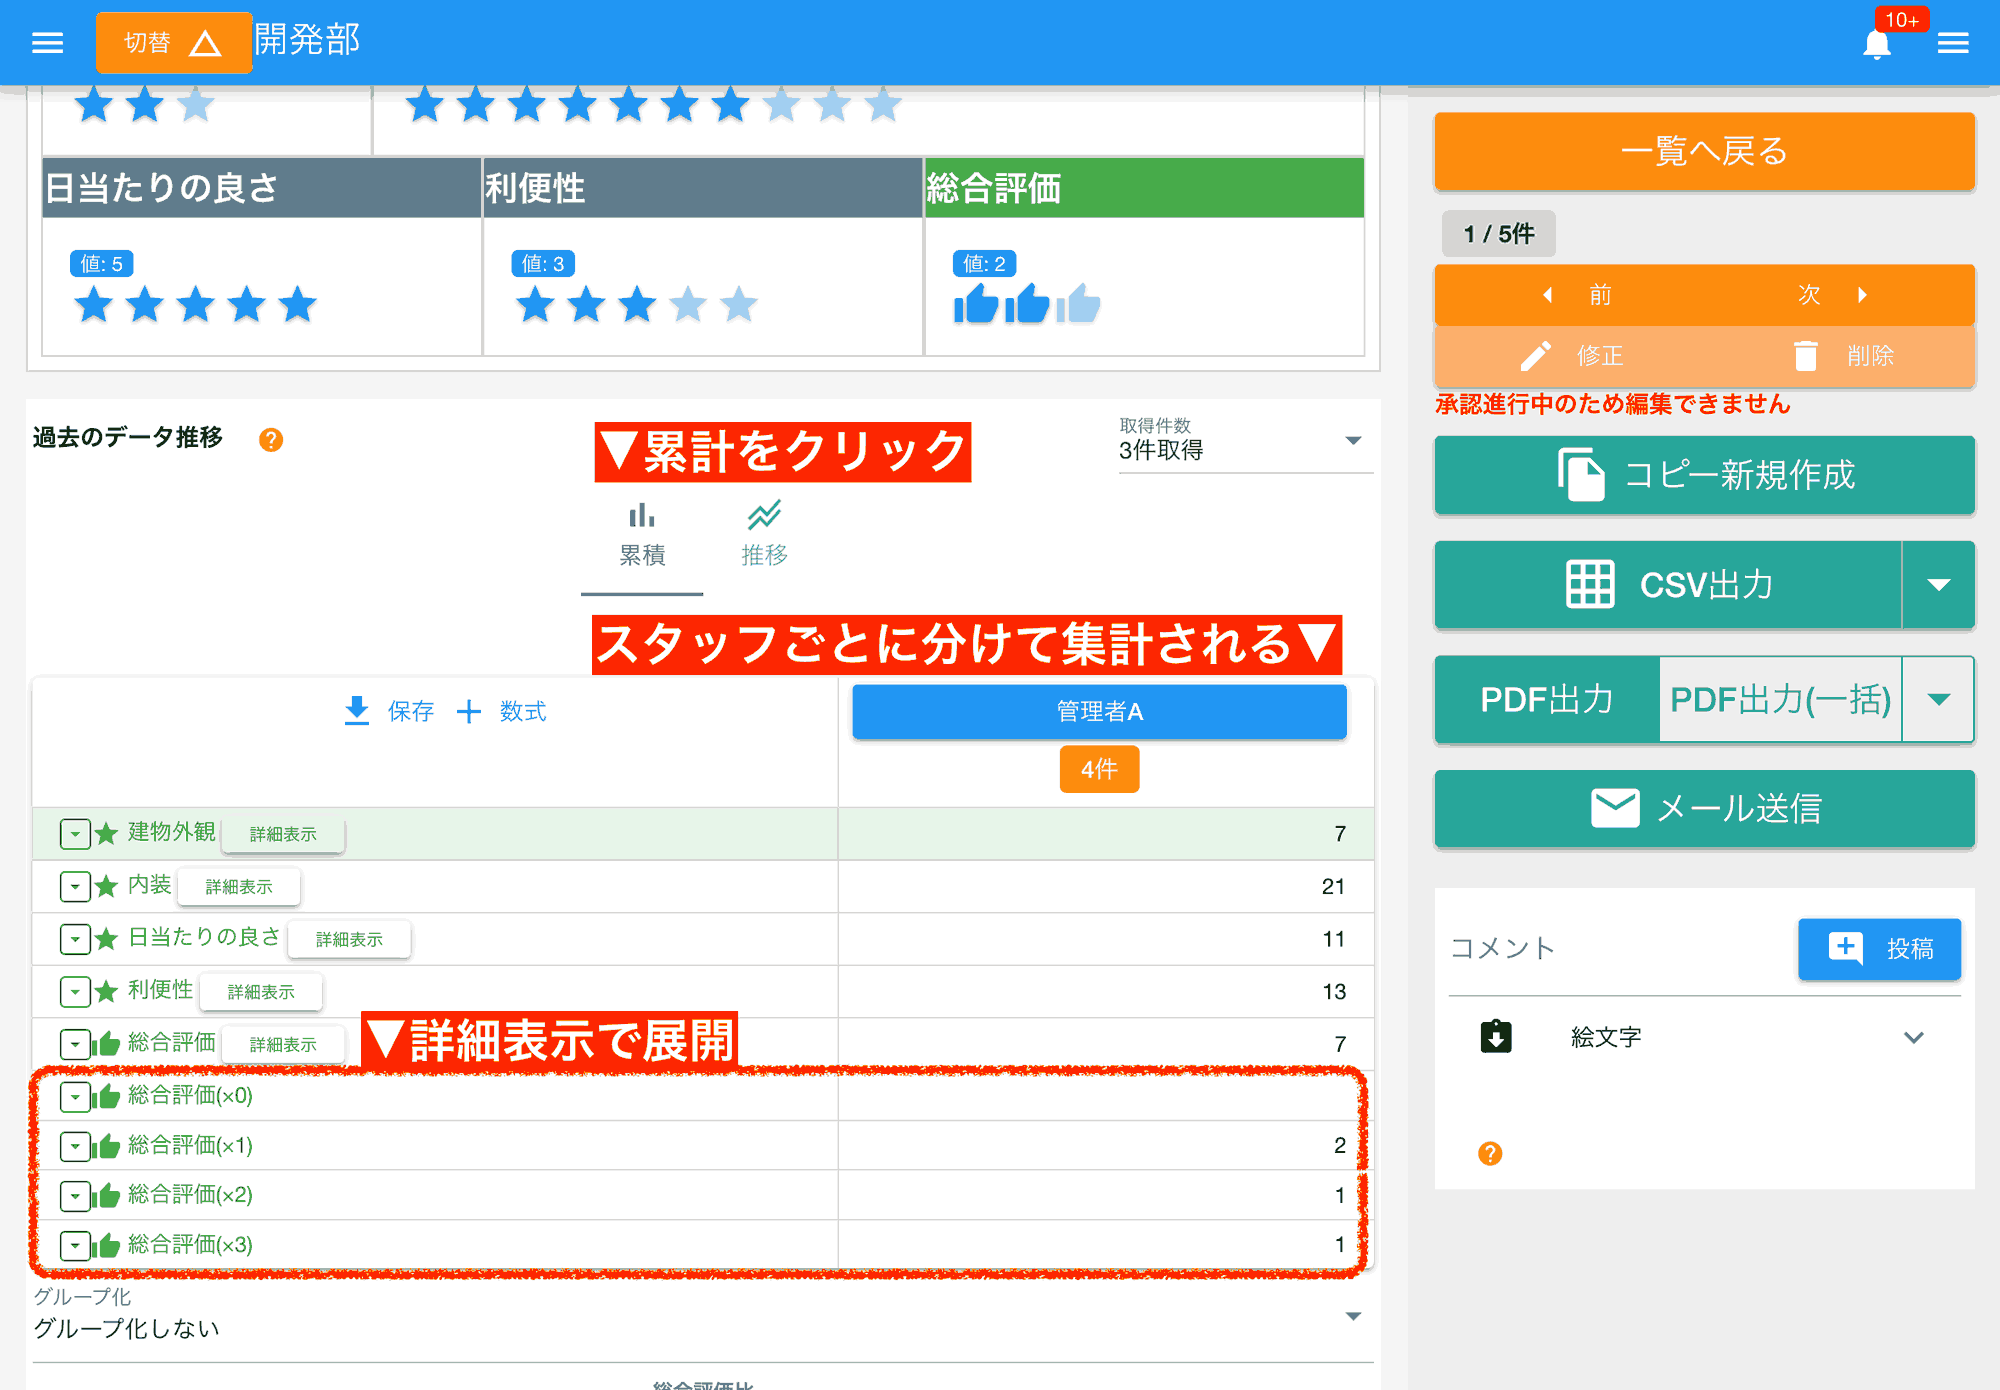 切替 開発部
10+
日当たりの良さ 利便性 総合評価
値: 5 値: 3 値: 2
過去のデータ推移
▼累計をクリック
取得件数
3件取得
累積 推移
スタッフごとに分けて集計される▼
保存 数式 管理者A
4件
建物外観 詳細表示 7
内装 詳細表示 21
日当たりの良さ 詳細表示 11
利便性 詳細表示 13
総合評価 詳細表示 7
▼詳細表示で展開
総合評価(×0)
総合評価(×1) 2
総合評価(×2) 1
総合評価(×3) 1
グループ化
グループ化しない
総合評価比
一覧へ戻る
1 / 5件
前 次
修正 削除
承認進行中のため編集できません
コピー新規作成
CSV出力
PDF出力 PDF出力(一括)
メール送信
コメント 投稿
絵文字